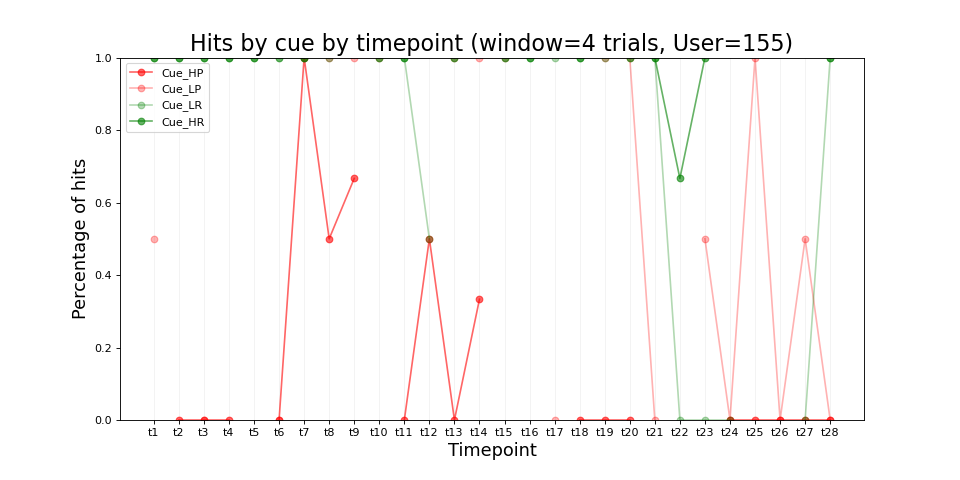 Hits by cue by timepoint (window=4 trials, User=155)
Percentage of hits
1.0
0.8
0.6
0.4
0.2
0.0
Cue_HP
Cue_LP
Cue_LR
Cue_HR
t1 t2 t3 t4 t5 t6 t7 t8 t9 t10 t11 t12 t13 t14 t15 t16 t17 t18 t19 t20 t21 t22 t23 t24 t25 t26 t27 t28
Timepoint